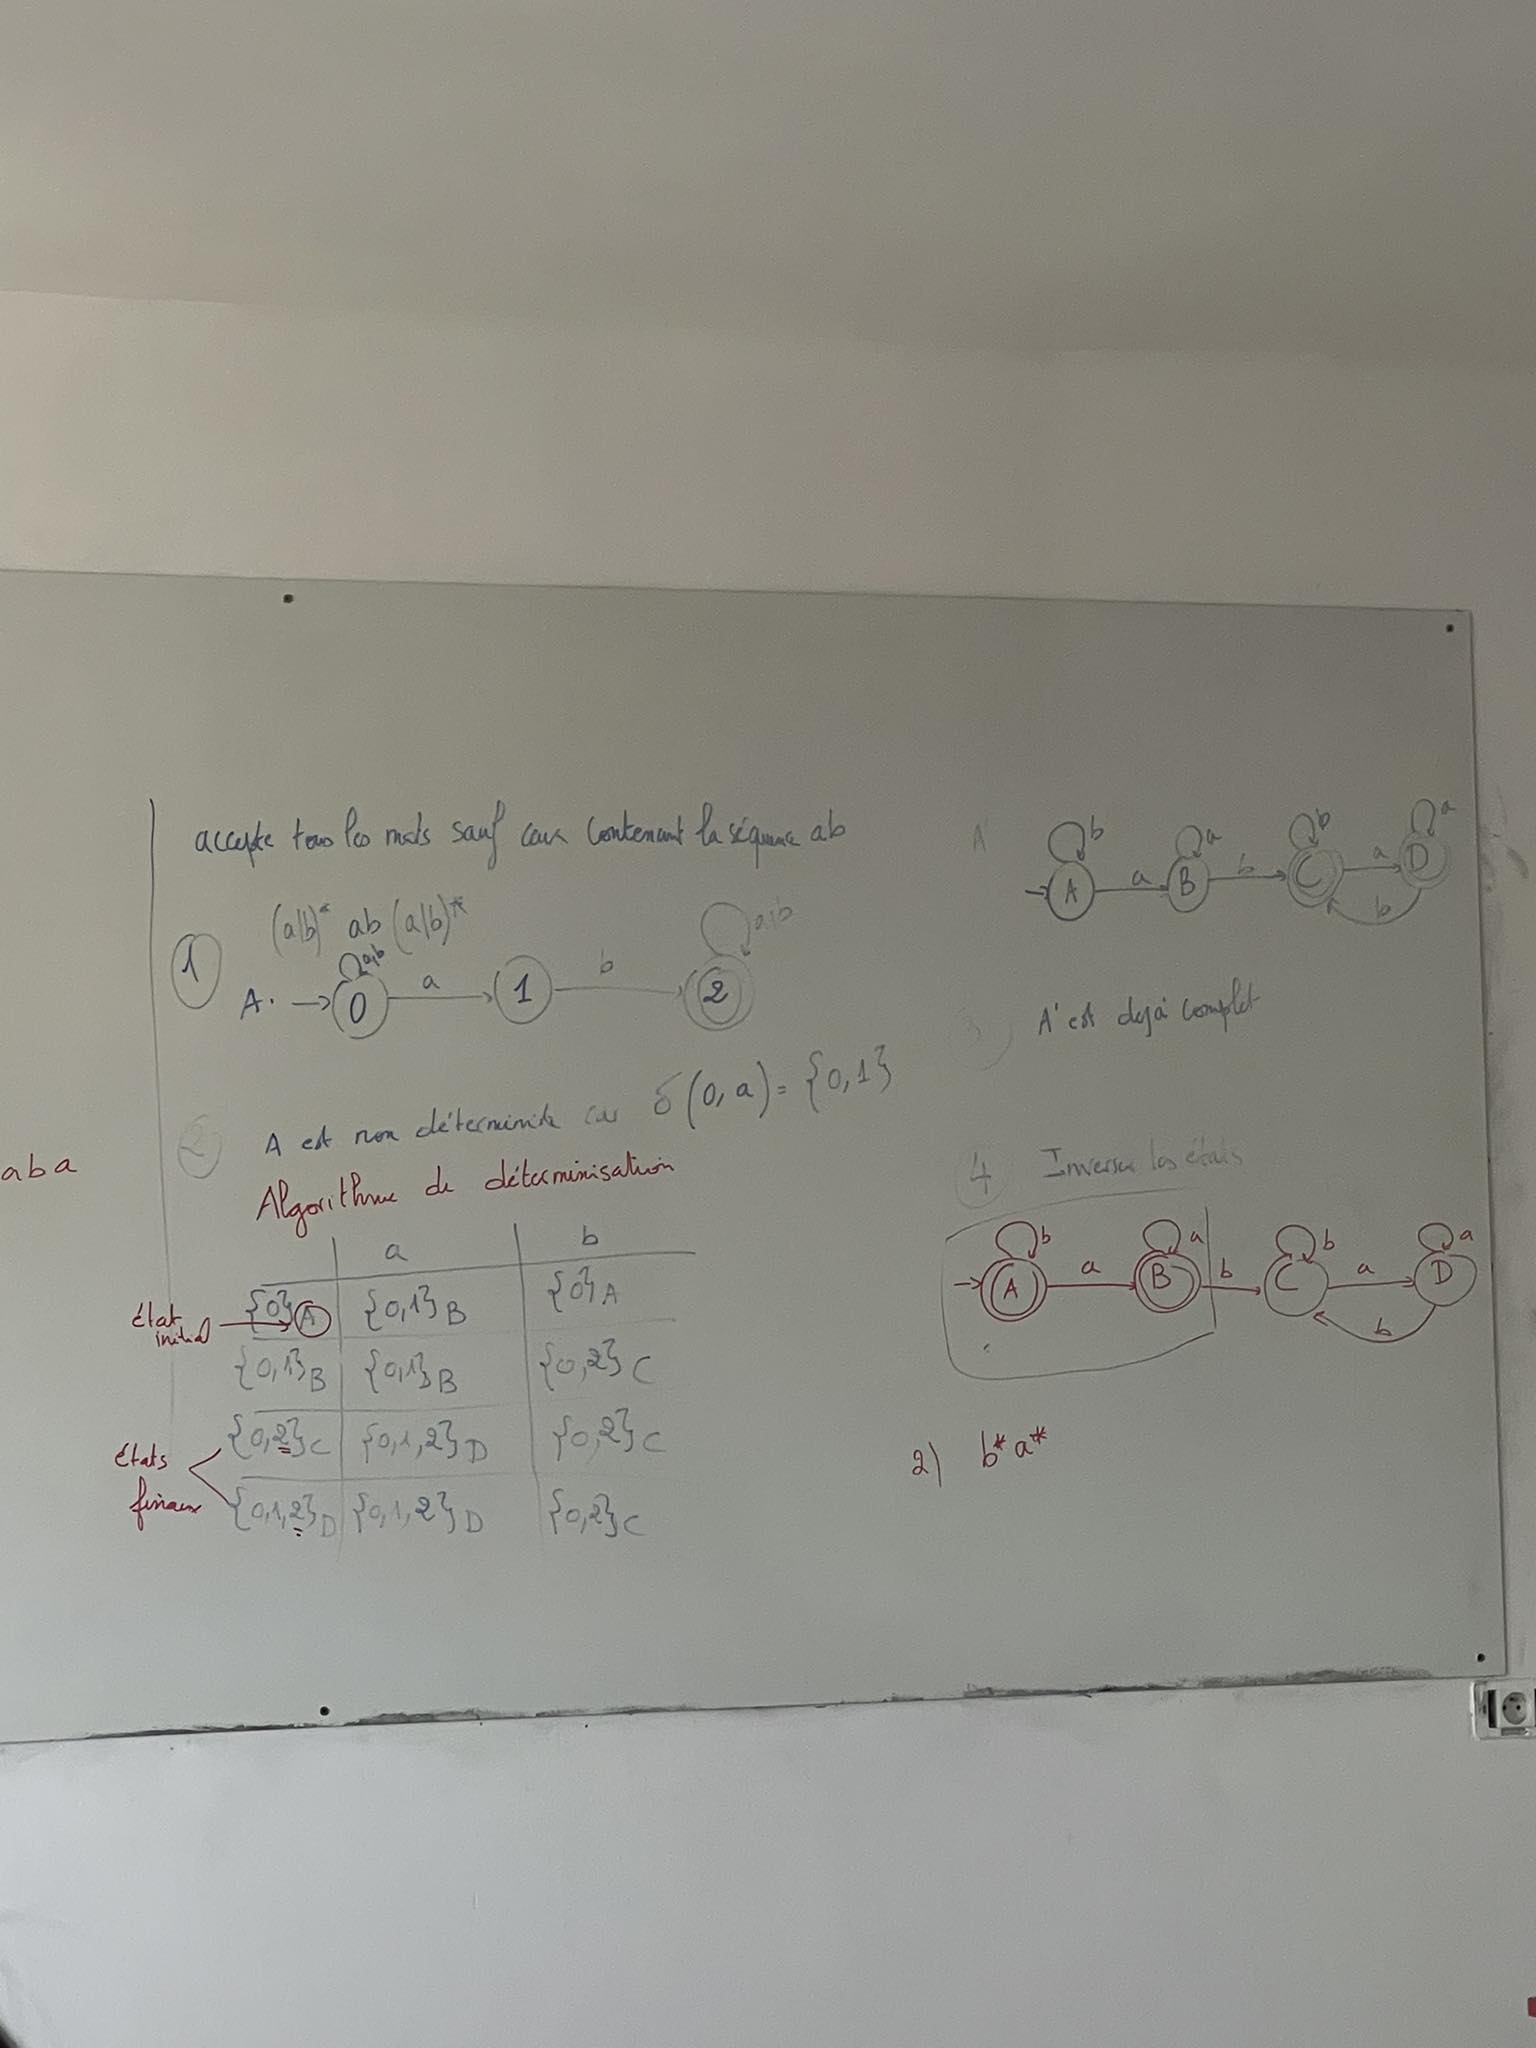 accepte tous les mots sauf ceux contenant la séquence ab
(a|b)* ab (a|b)*
1
A. 0 a,b a 1 b 2 a,b
2
A est non déterministe car δ(0, a) = {0,1}
aba
Algorithme de déterminisation
a b
état initial {0} A {0,1} B {0} A
{0,1} B {0,1} B {0,2} C
états finaux
{0,2} C {0,1,2} D {0,2} C
{0,1,2} D {0,1,2} D {0,2} C
A'
b a b a
A a B b C a D
b
3) A' est déjà complet
4 Inverser les états
b a b a
A a B b C a D
b
2) b* a*